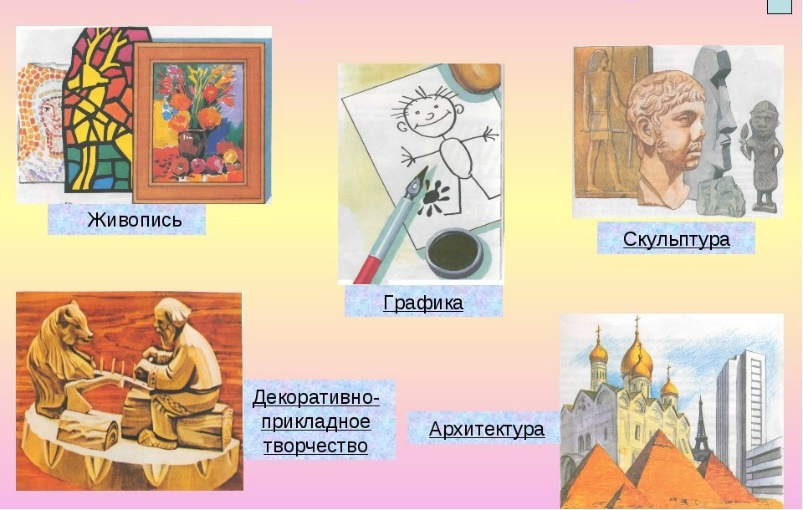 Живопись
Графика
Скульптура
Декоративно-
прикладное
творчество
Архитектура